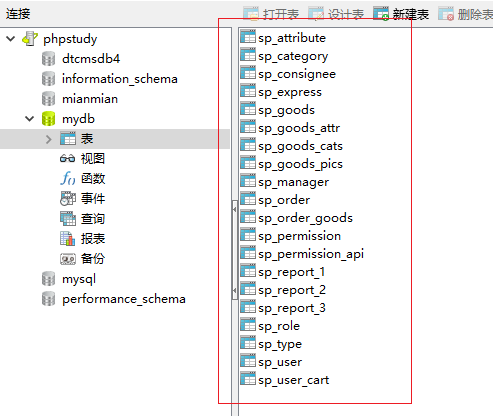 连接
打开表 设计表 新建表 删除表
phpstudy
dtcmsdb4
information_schema
mianmian
mydb
表
视图
函数
事件
查询
报表
备份
mysql
performance_schema
sp_attribute
sp_category
sp_consignee
sp_express
sp_goods
sp_goods_attr
sp_goods_cats
sp_goods_pics
sp_manager
sp_order
sp_order_goods
sp_permission
sp_permission_api
sp_report_1
sp_report_2
sp_report_3
sp_role
sp_type
sp_user
sp_user_cart